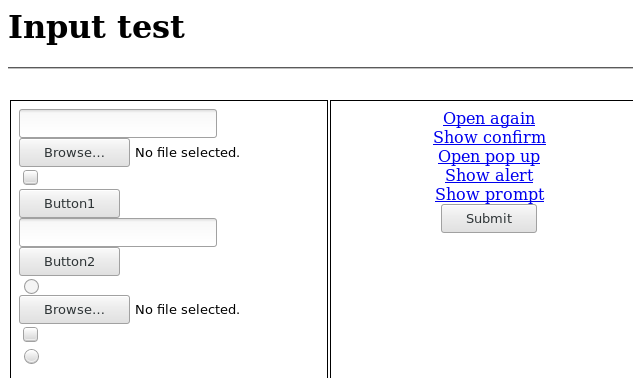 Input test
Browse... No file selected.
Button1
Button2
Browse... No file selected.
Open again
Show confirm
Open pop up
Show alert
Show prompt
Submit